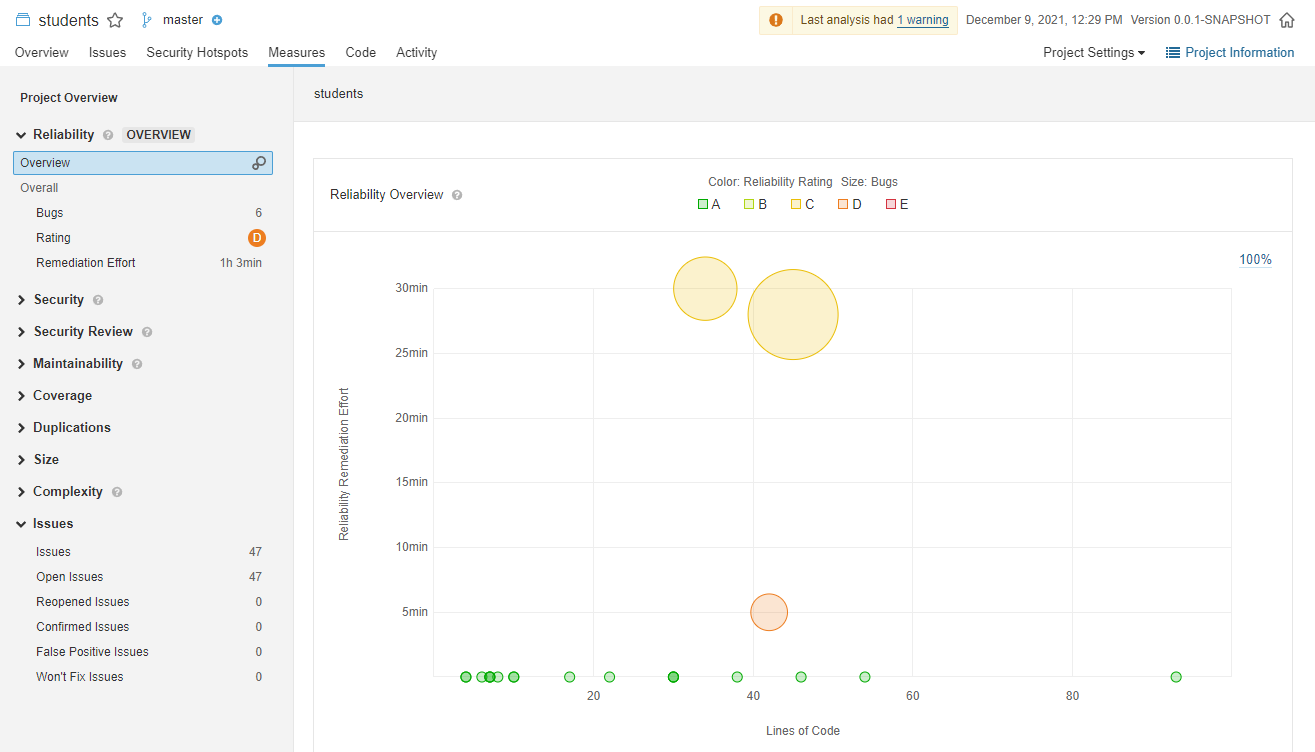 students master Last analysis had 1 warning December 9, 2021, 12:29 PM Version 0.0.1-SNAPSHOT
Overview Issues Security Hotspots Measures Code Activity Project Settings Project Information
Project Overview
Reliability ? OVERVIEW
Overview
Overall
Bugs 6
Rating D
Remediation Effort 1h 3min
Security ?
Security Review ?
Maintainability ?
Coverage
Duplications
Size
Complexity ?
Issues
Issues 47
Open Issues 47
Reopened Issues 0
Confirmed Issues 0
False Positive Issues 0
Won't Fix Issues 0
students
Reliability Overview ?
Color: Reliability Rating Size: Bugs
A B C D E
100%
Reliability Remediation Effort
30min
25min
20min
15min
10min
5min
20 40 60 80
Lines of Code